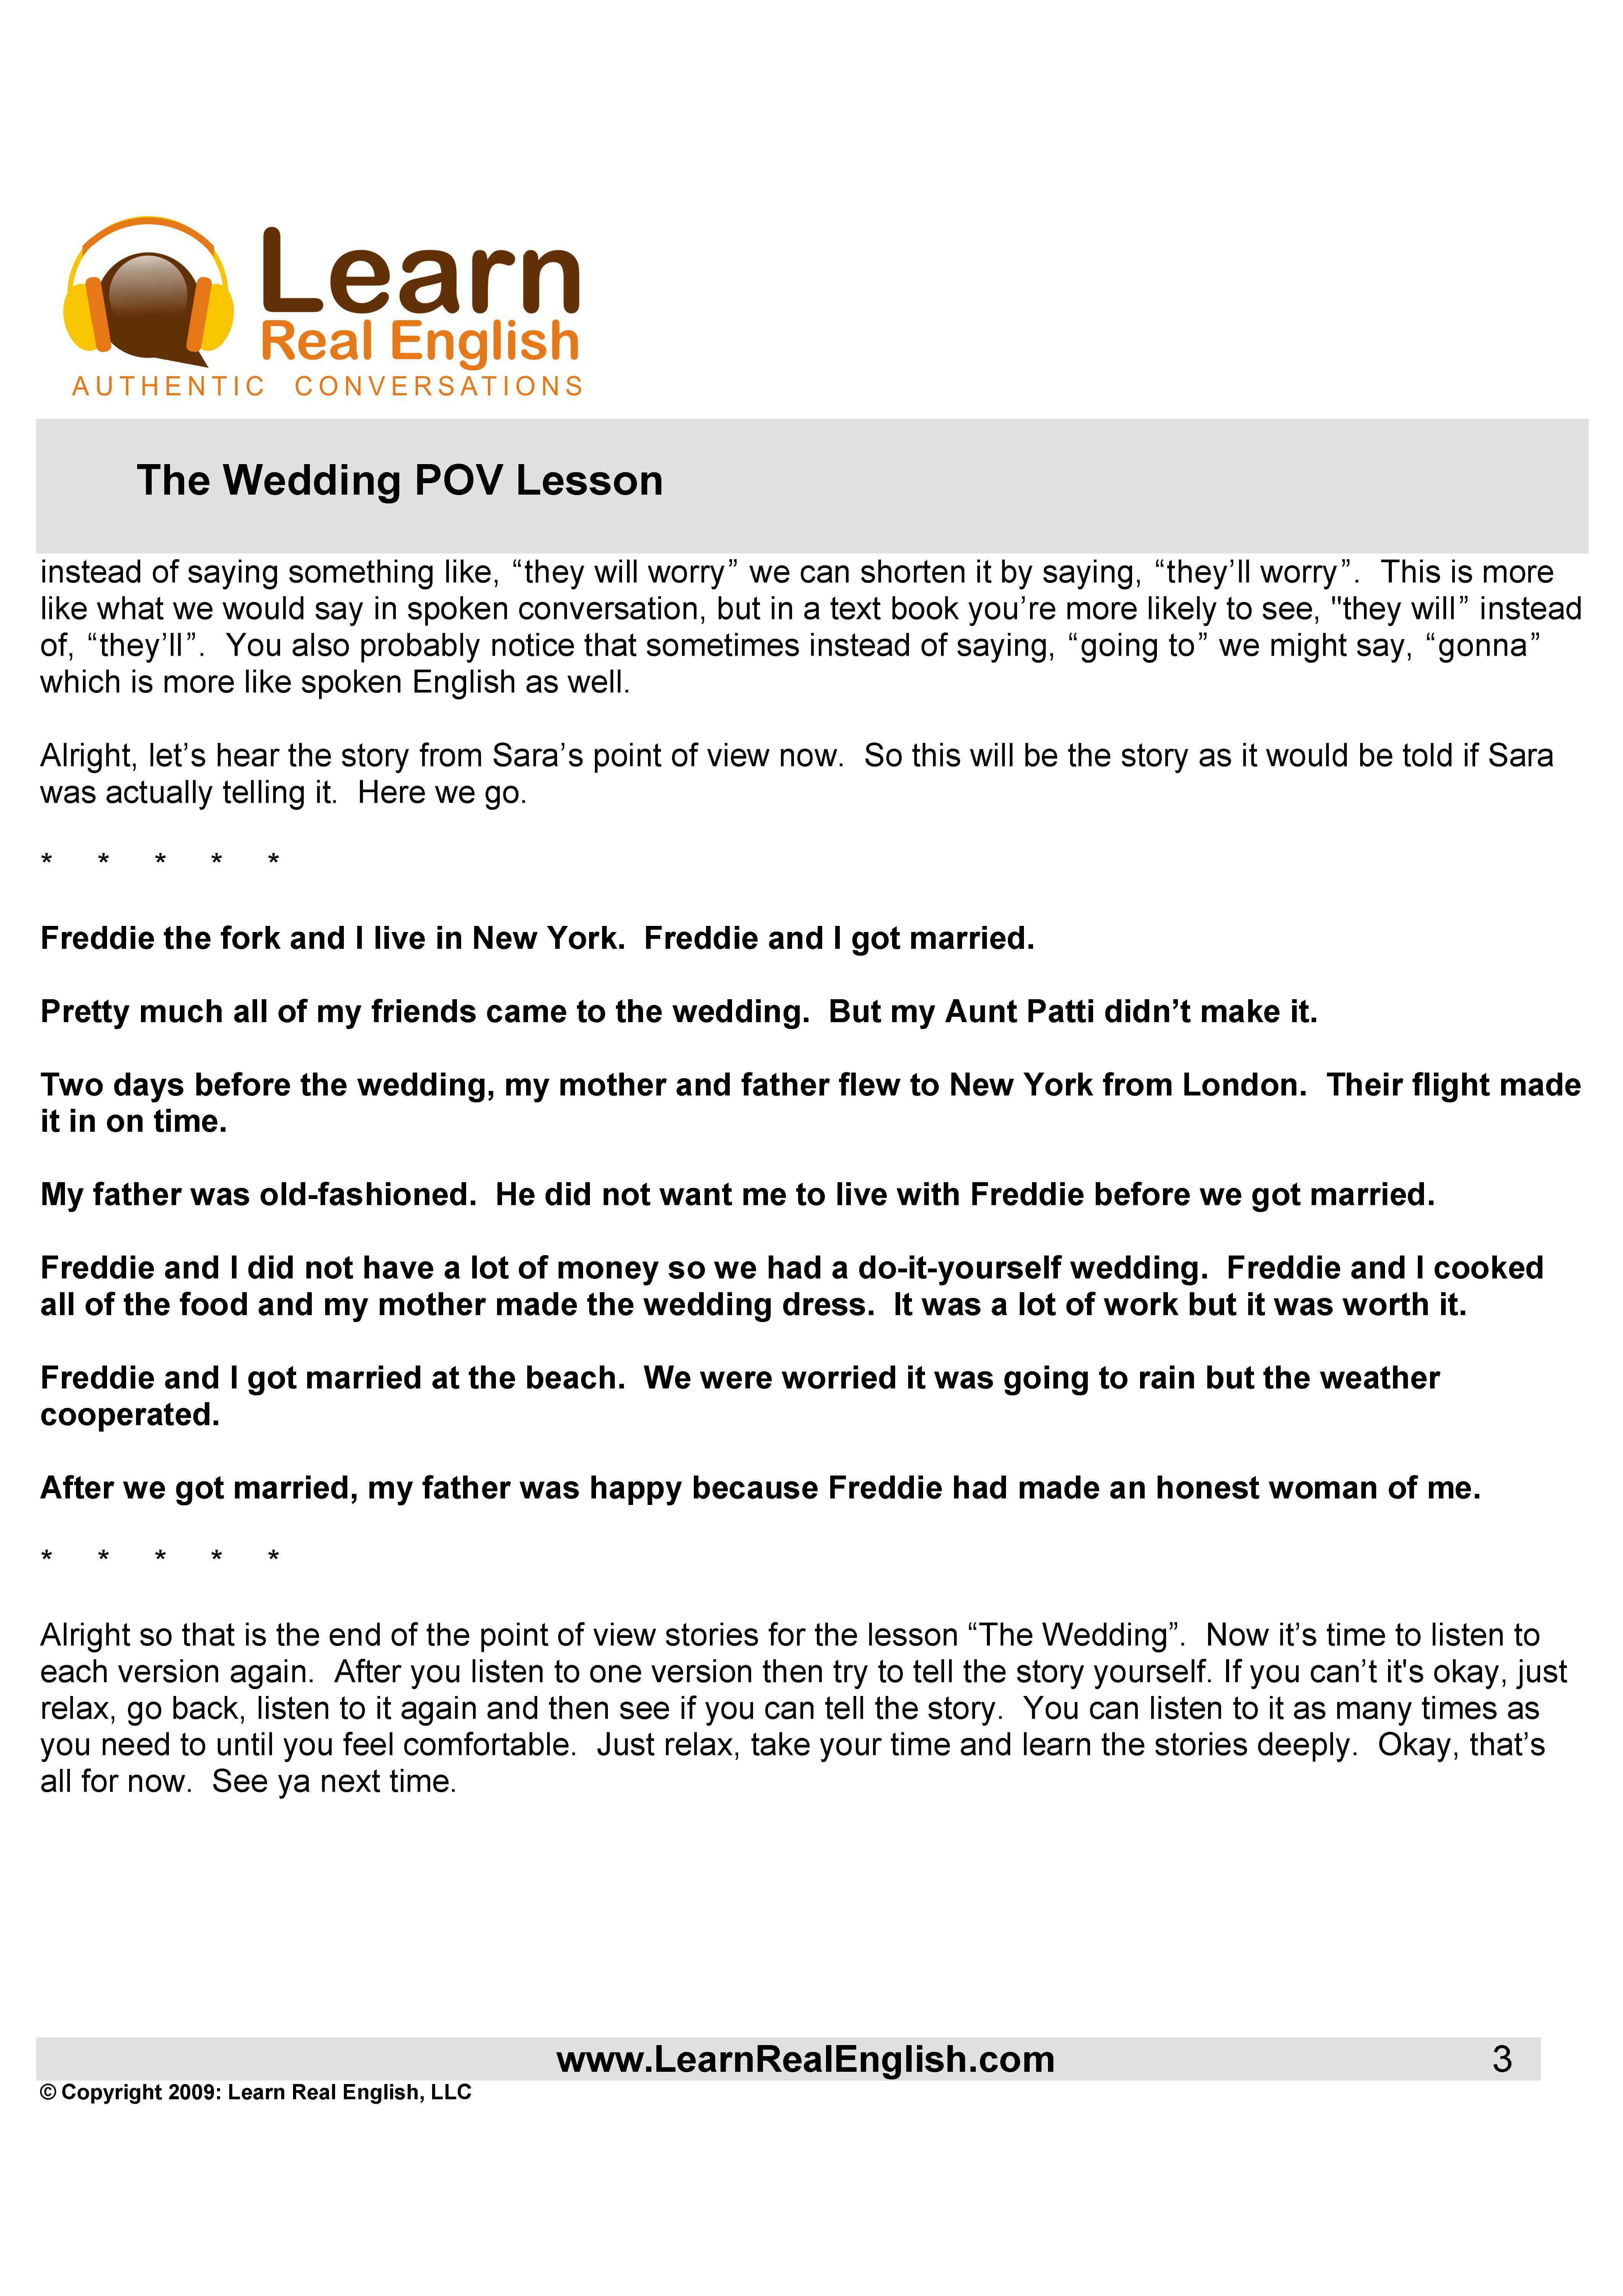 Learn
Real English
AUTHENTIC CONVERSATIONS
The Wedding POV Lesson
instead of saying something like, “they will worry” we can shorten it by saying, “they’ll worry”.  This is more
like what we would say in spoken conversation, but in a text book you’re more likely to see, "they will” instead
of, “they’ll”.  You also probably notice that sometimes instead of saying, “going to” we might say, “gonna”
which is more like spoken English as well.
Alright, let’s hear the story from Sara’s point of view now.  So this will be the story as it would be told if Sara
was actually telling it.  Here we go.
* * * * *
Freddie the fork and I live in New York.  Freddie and I got married.
Pretty much all of my friends came to the wedding.  But my Aunt Patti didn’t make it.
Two days before the wedding, my mother and father flew to New York from London.  Their flight made
it in on time.
My father was old-fashioned.  He did not want me to live with Freddie before we got married.
Freddie and I did not have a lot of money so we had a do-it-yourself wedding.  Freddie and I cooked
all of the food and my mother made the wedding dress.  It was a lot of work but it was worth it.
Freddie and I got married at the beach.  We were worried it was going to rain but the weather
cooperated.
After we got married, my father was happy because Freddie had made an honest woman of me.
* * * * *
Alright so that is the end of the point of view stories for the lesson “The Wedding”.  Now it’s time to listen to
each version again.  After you listen to one version then try to tell the story yourself. If you can’t it's okay, just
relax, go back, listen to it again and then see if you can tell the story.  You can listen to it as many times as
you need to until you feel comfortable.  Just relax, take your time and learn the stories deeply.  Okay, that’s
all for now.  See ya next time.
www.LearnRealEnglish.com 3
© Copyright 2009: Learn Real English, LLC